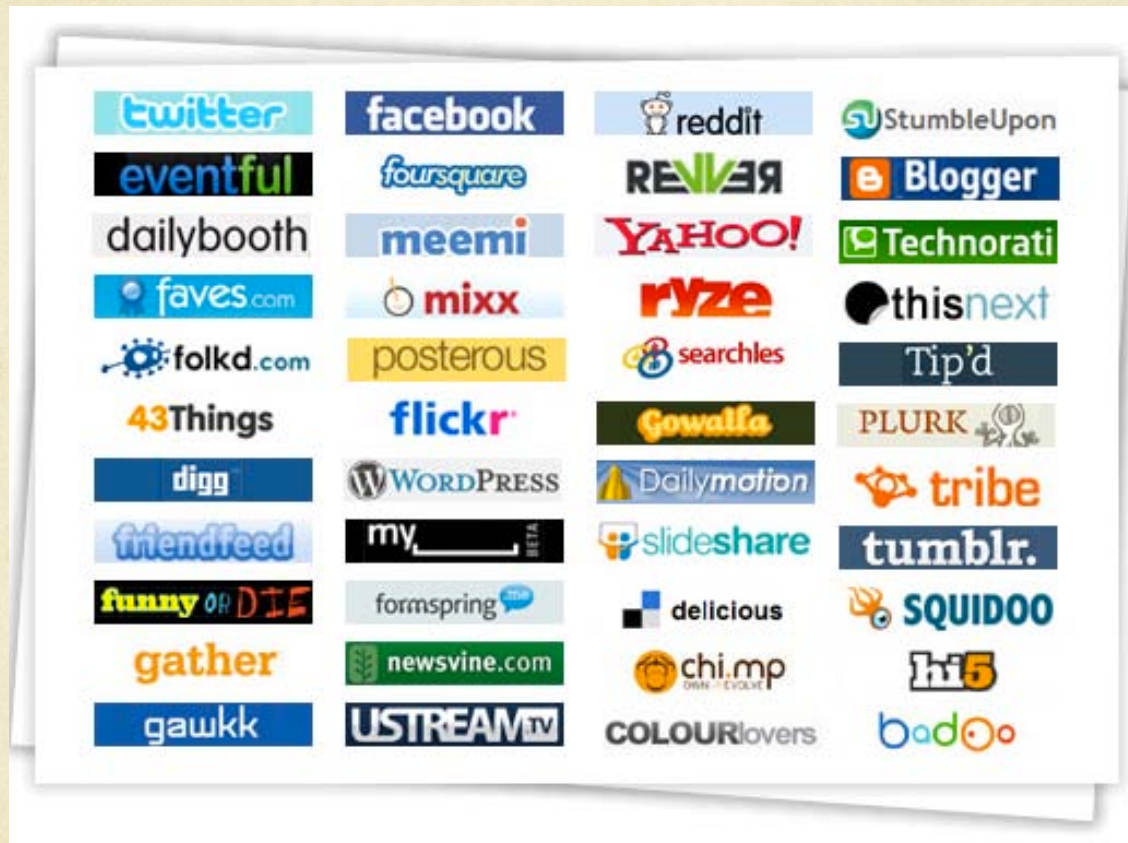 twitter facebook reddit StumbleUpon
eventful foursquare REVVER Blogger
dailybooth meemi YAHOO! Technorati
faves.com mixx ryze thisnext
folkd.com posterous searchles Tip'd
43Things flickr Gowalla PLURK
digg WORDPRESS Dailymotion tribe
friendfeed my BETA slideshare tumblr.
funny OR DIE formspring .me delicious SQUIDOO
gather newsvine.com chi.mp OWN EVOLVE hi5
gawkk USTREAM TV COLOURlovers badoo